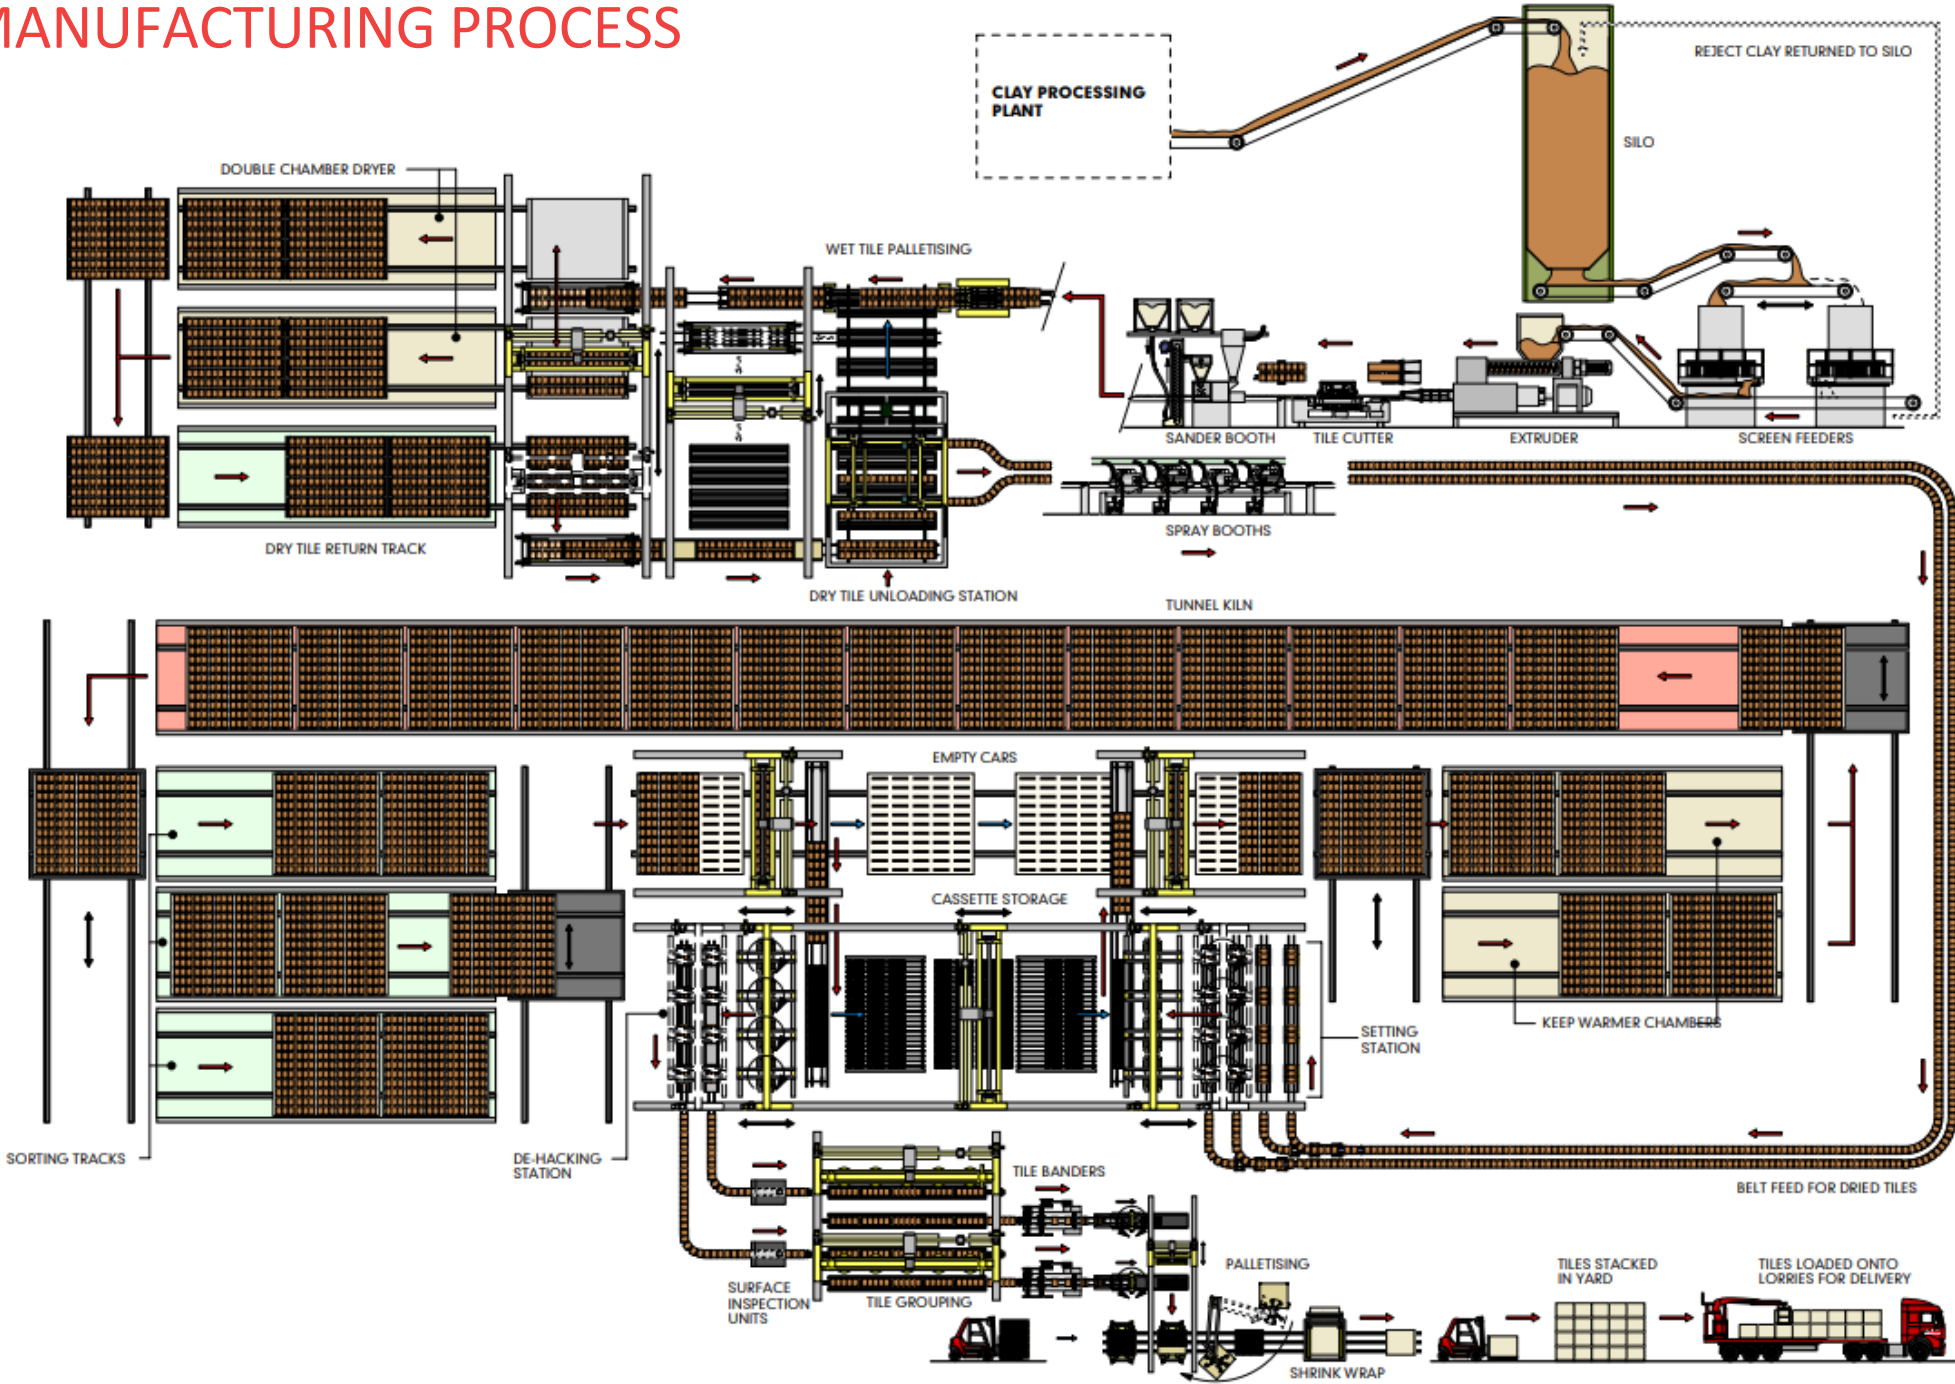 MANUFACTURING PROCESS
CLAY PROCESSING
PLANT
REJECT CLAY RETURNED TO SILO
SILO
DOUBLE CHAMBER DRYER
WET TILE PALLETISING
SANDER BOOTH
TILE CUTTER
EXTRUDER
SCREEN FEEDERS
SPRAY BOOTHS
DRY TILE RETURN TRACK
DRY TILE UNLOADING STATION
TUNNEL KILN
EMPTY CARS
CASSETTE STORAGE
KEEP WARMER CHAMBERS
SETTING
STATION
SORTING TRACKS
DE-HACKING
STATION
TILE BANDERS
BELT FEED FOR DRIED TILES
SURFACE
INSPECTION
UNITS
TILE GROUPING
PALLETISING
SHRINK WRAP
TILES STACKED
IN YARD
TILES LOADED ONTO
LORRIES FOR DELIVERY